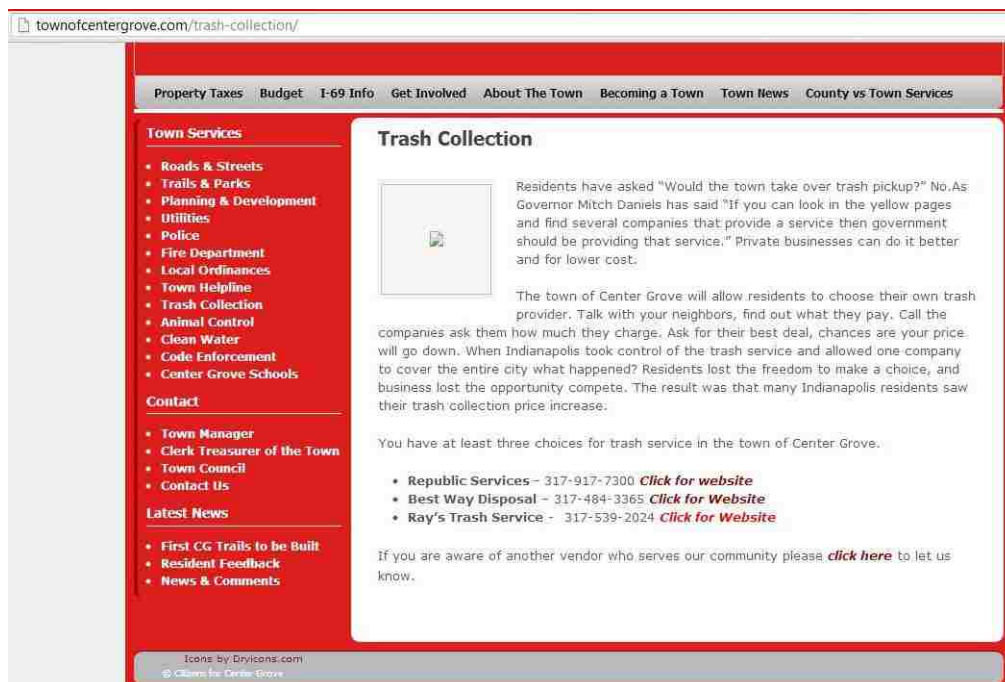 townofcentergrove.com/trash-collection/
Property Taxes Budget I-69 Info Get Involved About The Town Becoming a Town Town News County vs Town Services
Town Services
• Roads & Streets
• Trails & Parks
• Planning & Development
• Utilities
• Police
• Fire Department
• Local Ordinances
• Town Helpline
• Trash Collection
• Animal Control
• Clean Water
• Code Enforcement
• Center Grove Schools
Contact
• Town Manager
• Clerk Treasurer of the Town
• Town Council
• Contact Us
Latest News
• First CG Trails to be Built
• Resident Feedback
• News & Comments
Trash Collection
Residents have asked “Would the town take over trash pickup?” No.As
Governor Mitch Daniels has said “If you can look in the yellow pages
and find several companies that provide a service then government
should be providing that service.” Private businesses can do it better
and for lower cost.
The town of Center Grove will allow residents to choose their own trash
provider. Talk with your neighbors, find out what they pay. Call the
companies ask them how much they charge. Ask for their best deal, chances are your price
will go down. When Indianapolis took control of the trash service and allowed one company
to cover the entire city what happened? Residents lost the freedom to make a choice, and
business lost the opportunity compete. The result was that many Indianapolis residents saw
their trash collection price increase.
You have at least three choices for trash service in the town of Center Grove.
• Republic Services – 317-917-7300 Click for website
• Best Way Disposal – 317-484-3365 Click for Website
• Ray’s Trash Service - 317-539-2024 Click for Website
If you are aware of another vendor who serves our community please click here to let us
know.
Icons by DryIcons.com
© Citizens for Center Grove